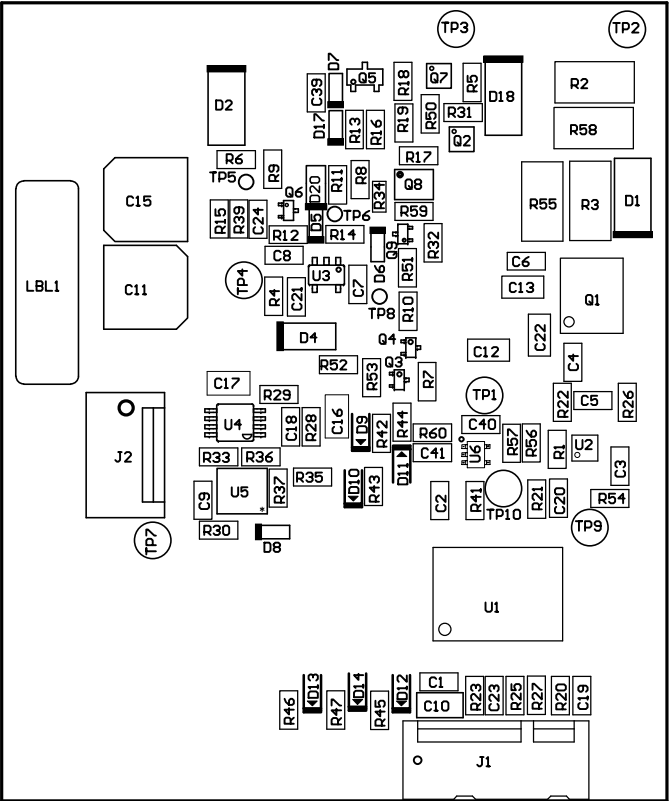 TP3
TP2
D7
C39
Q5
R18
Q7
R5
D18
R2
D2
D17
R13
R16
R19
R50
R31
R58
Q2
R6
R9
R17
TP5
D20
R11
R8
R34
Q8
R55
R3
D1
C15
Q6
R15
R39
C24
D5
TP6
R59
R12
R14
Q9
R32
D6
C8
U3
R51
C6
LBL1
C11
TP4
R4
C21
C7
TP8
R10
C13
Q1
D4
Q4
C22
C12
C4
R52
Q3
R53
R7
C17
R29
TP1
R22
C5
R26
U4
C18
R28
C16
D9
R42
R44
R60
C40
R57
R56
J2
R33
R36
C41
D11
U6
R1
U2
C3
U5
R37
R35
D10
R43
C9
C2
R41
TP10
R21
C20
R54
R30
TP7
D8
TP9
U1
D13
D14
D12
C1
R46
R47
R45
C10
R23
C23
R25
R27
R20
C19
J1